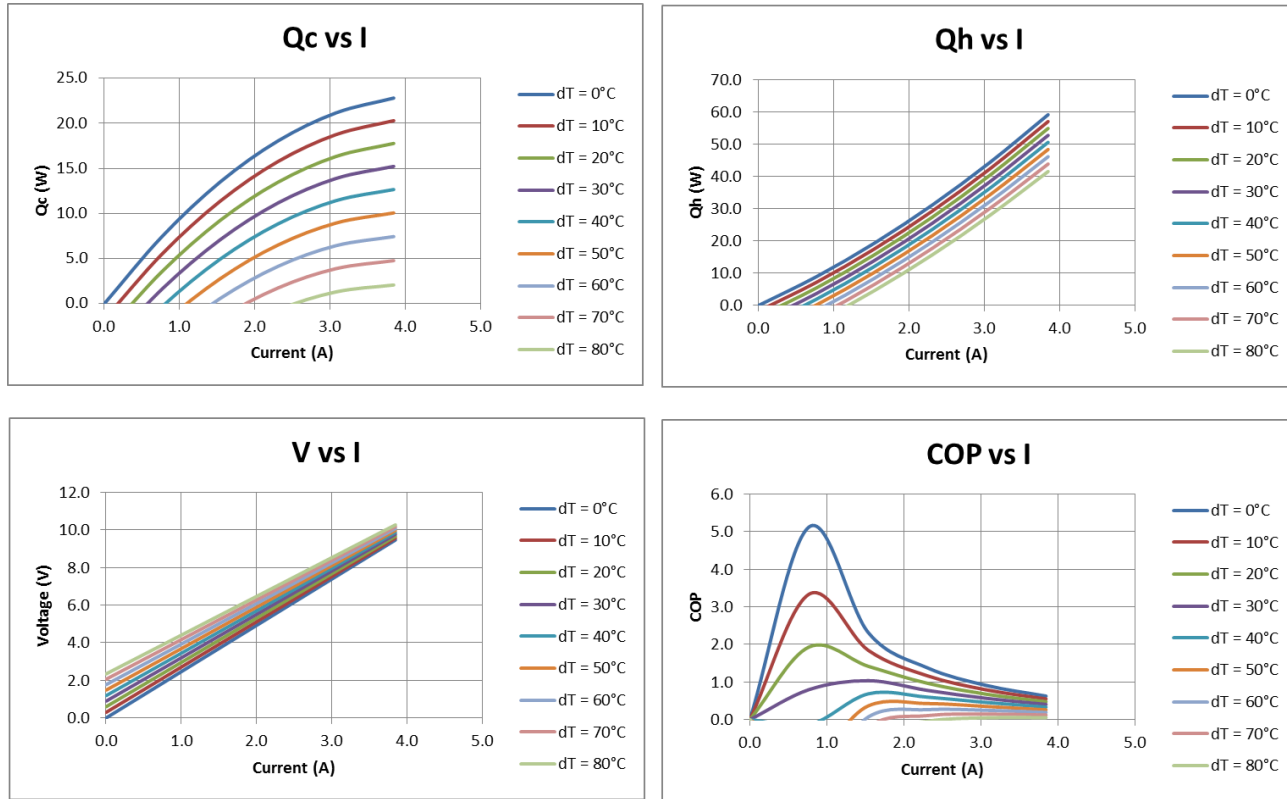 Qc vs I
25.0
20.0
15.0
10.0
5.0
0.0
Qc (W)
0.0 1.0 2.0 3.0 4.0 5.0
Current (A)
dT = 0°C
dT = 10°C
dT = 20°C
dT = 30°C
dT = 40°C
dT = 50°C
dT = 60°C
dT = 70°C
dT = 80°C
Qh vs I
70.0
60.0
50.0
40.0
30.0
20.0
10.0
0.0
Qh (W)
0.0 1.0 2.0 3.0 4.0 5.0
Current (A)
dT = 0°C
dT = 10°C
dT = 20°C
dT = 30°C
dT = 40°C
dT = 50°C
dT = 60°C
dT = 70°C
dT = 80°C
V vs I
12.0
10.0
8.0
6.0
4.0
2.0
0.0
Voltage (V)
0.0 1.0 2.0 3.0 4.0 5.0
Current (A)
dT = 0°C
dT = 10°C
dT = 20°C
dT = 30°C
dT = 40°C
dT = 50°C
dT = 60°C
dT = 70°C
dT = 80°C
COP vs I
6.0
5.0
4.0
3.0
2.0
1.0
0.0
COP
0.0 1.0 2.0 3.0 4.0 5.0
Current (A)
dT = 0°C
dT = 10°C
dT = 20°C
dT = 30°C
dT = 40°C
dT = 50°C
dT = 60°C
dT = 70°C
dT = 80°C